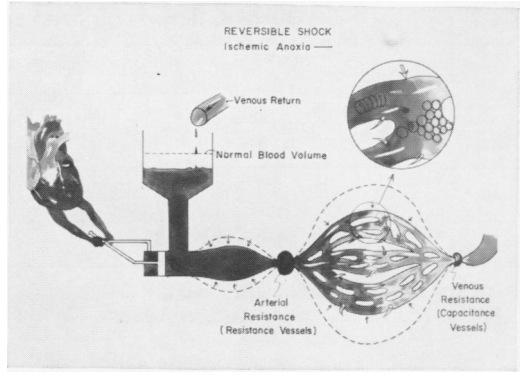 REVERSIBLE SHOCK
Ischemic Anoxia
Venous Return
Normal Blood Volume
Arterial
Resistance
(Resistance Vessels)
Venous
Resistance
(Capacitance
Vessels)